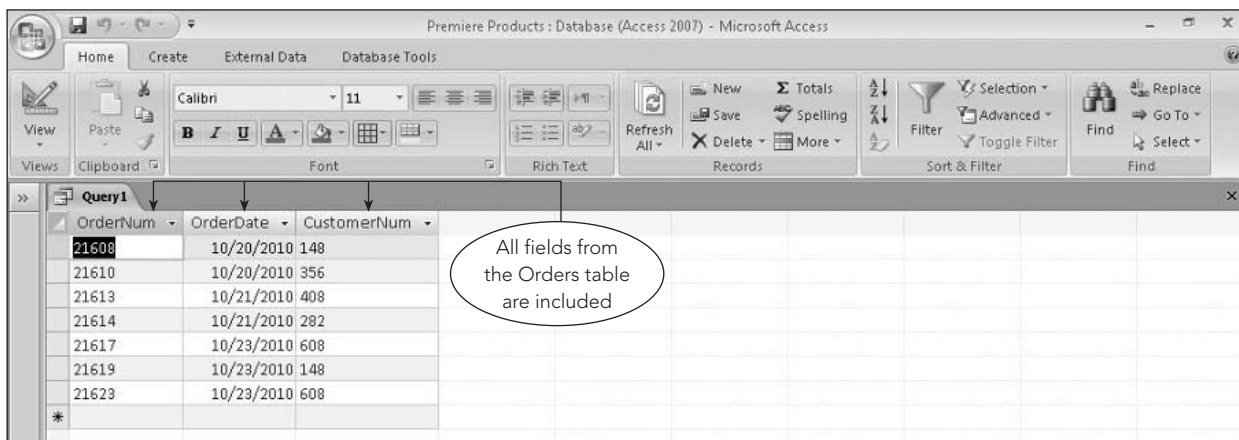 Premiere Products : Database (Access 2007) - Microsoft Access
Home Create External Data Database Tools
View
Views
Paste
Clipboard
Calibri 11
B I U A
Font
Rich Text
Refresh All
New
Save
Delete
Σ Totals
Spelling
More
Records
Filter
Selection
Advanced
Toggle Filter
Sort & Filter
Find
Replace
Go To
Select
Find
Query1
OrderNum OrderDate CustomerNum
21608 10/20/2010 148
21610 10/20/2010 356
21613 10/21/2010 408
21614 10/21/2010 282
21617 10/23/2010 608
21619 10/23/2010 148
21623 10/23/2010 608
All fields from
the Orders table
are included